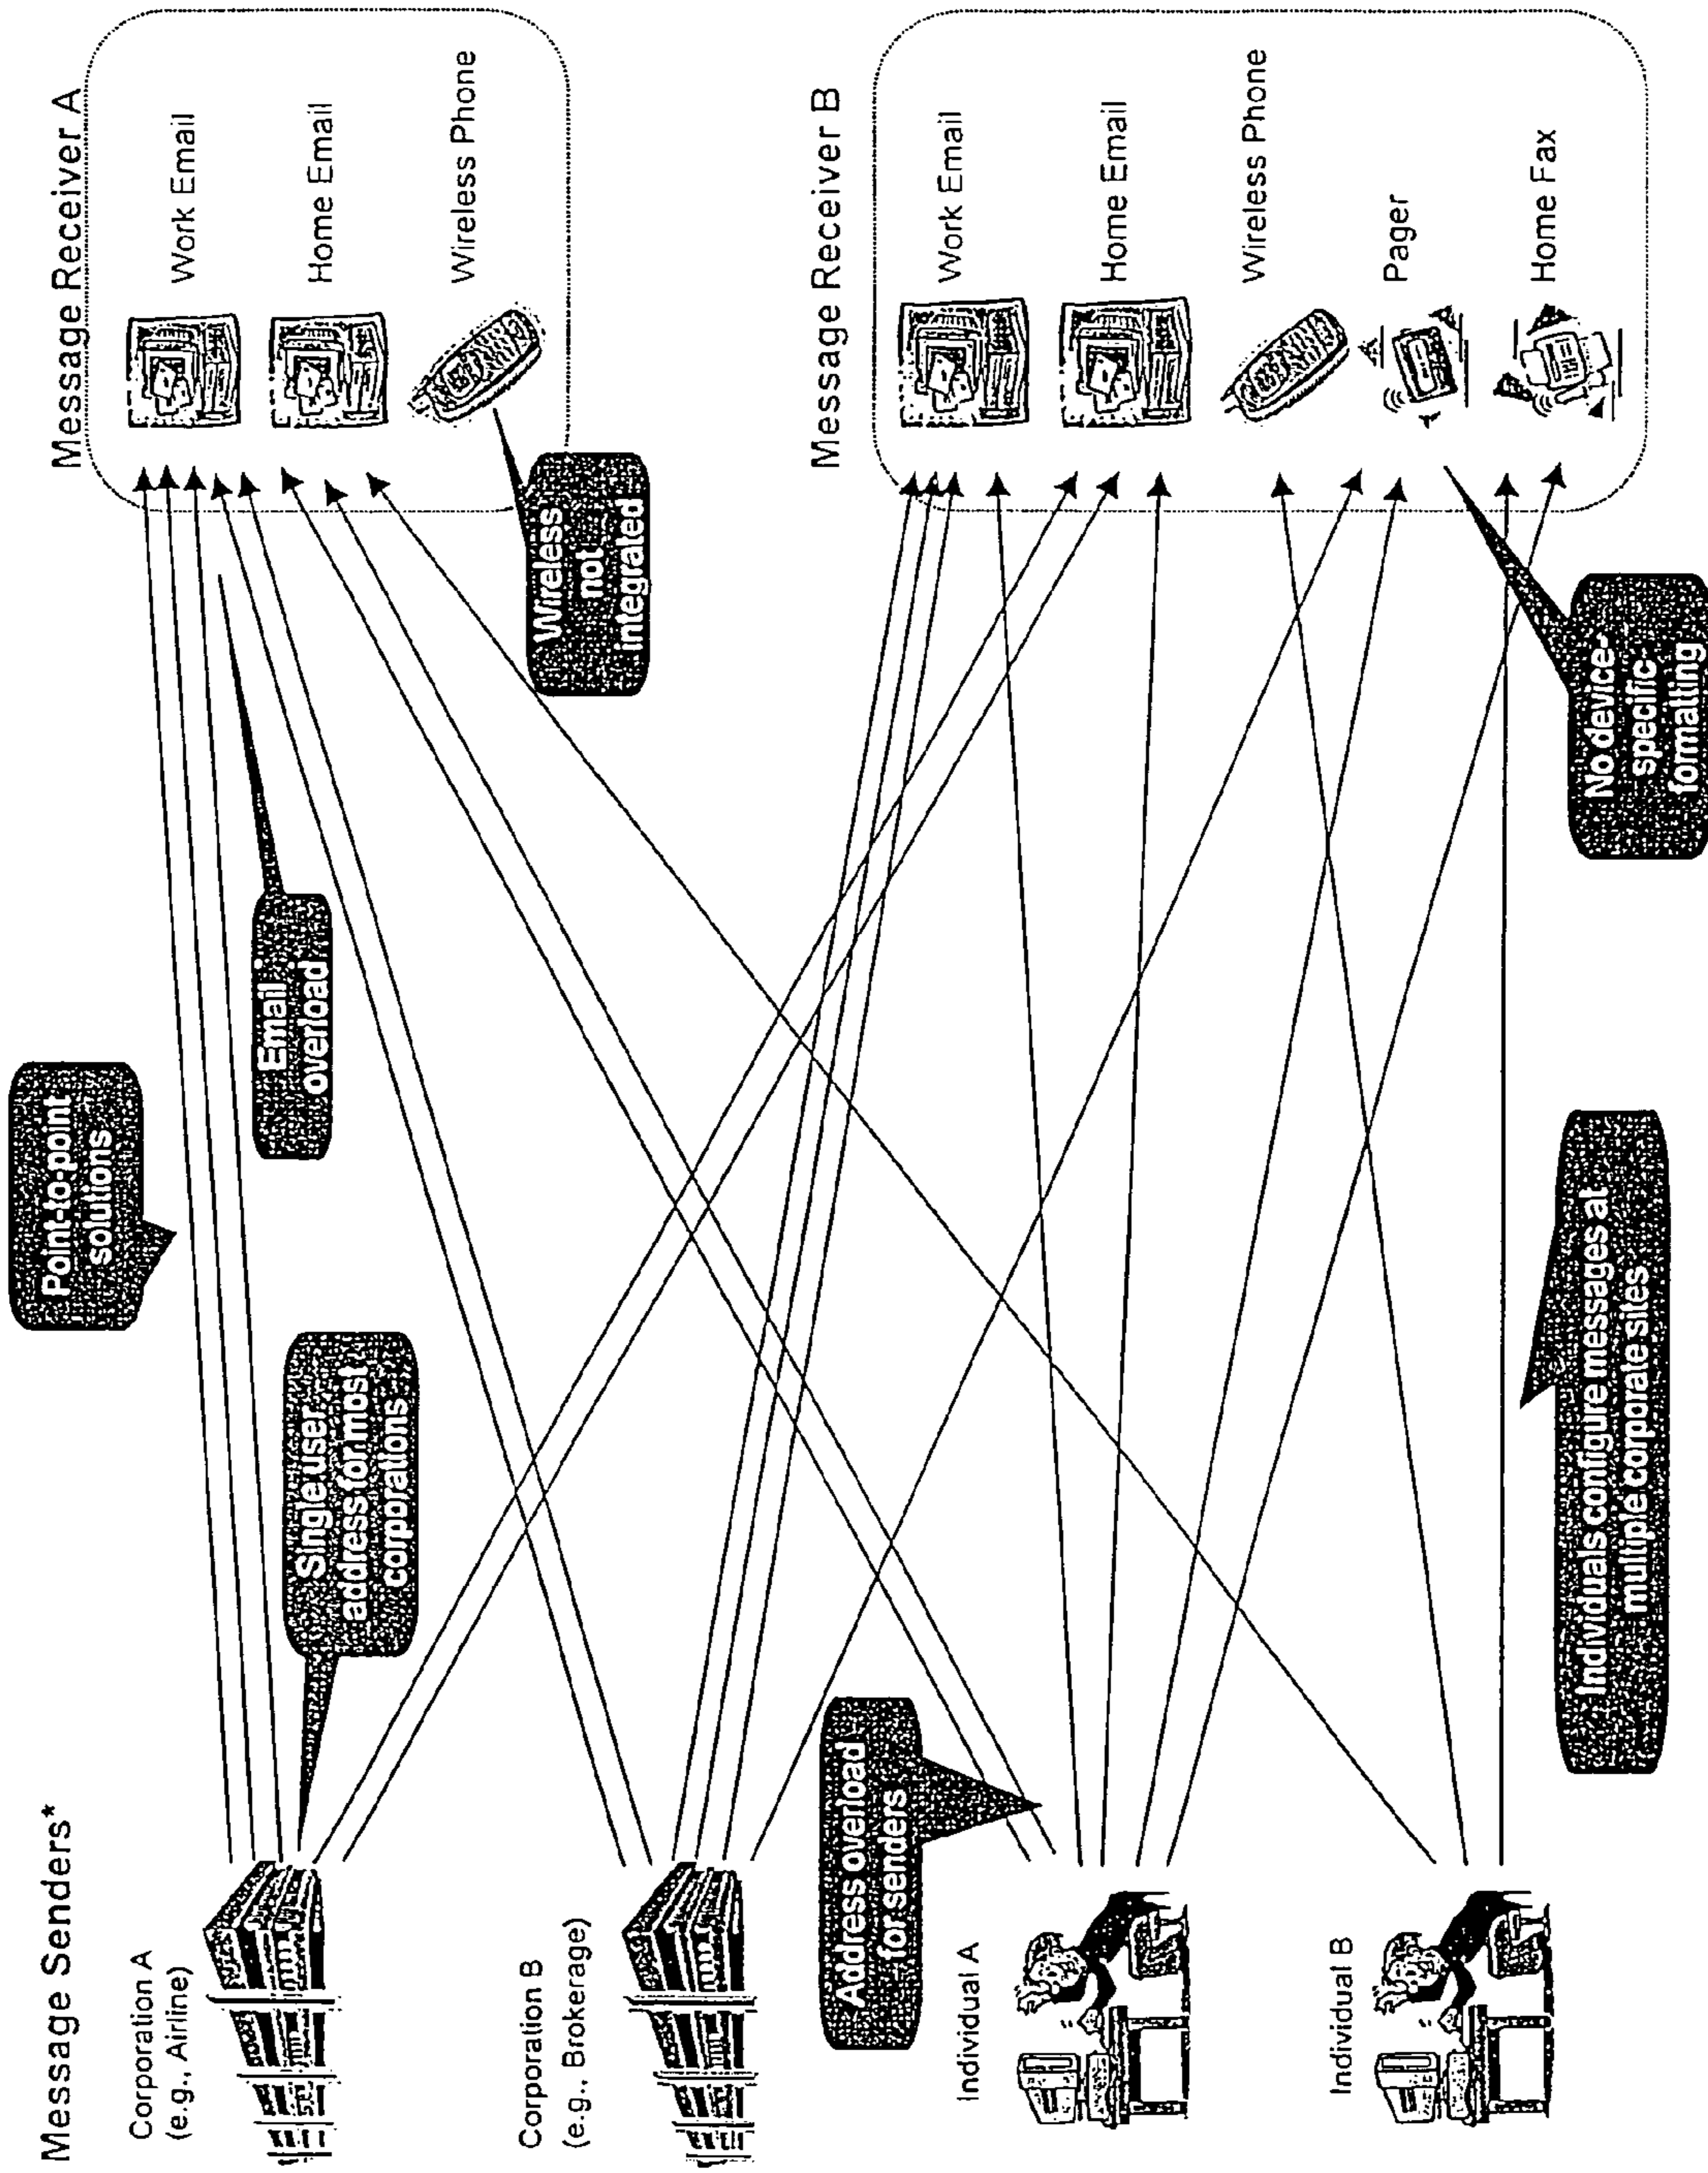 Message Senders*
Corporation A
(e.g., Airline)
Corporation B
(e.g., Brokerage)
Individual A
Individual B
Point-to-point
solutions
Single user
address for most
corporations
Email
overload
Address overload
for senders
Individuals configure messages at
multiple corporate sites
Wireless
not
integrated
No device-
specific
formatting
Message Receiver A
Work Email
Home Email
Wireless Phone
Message Receiver B
Work Email
Home Email
Wireless Phone
Pager
Home Fax